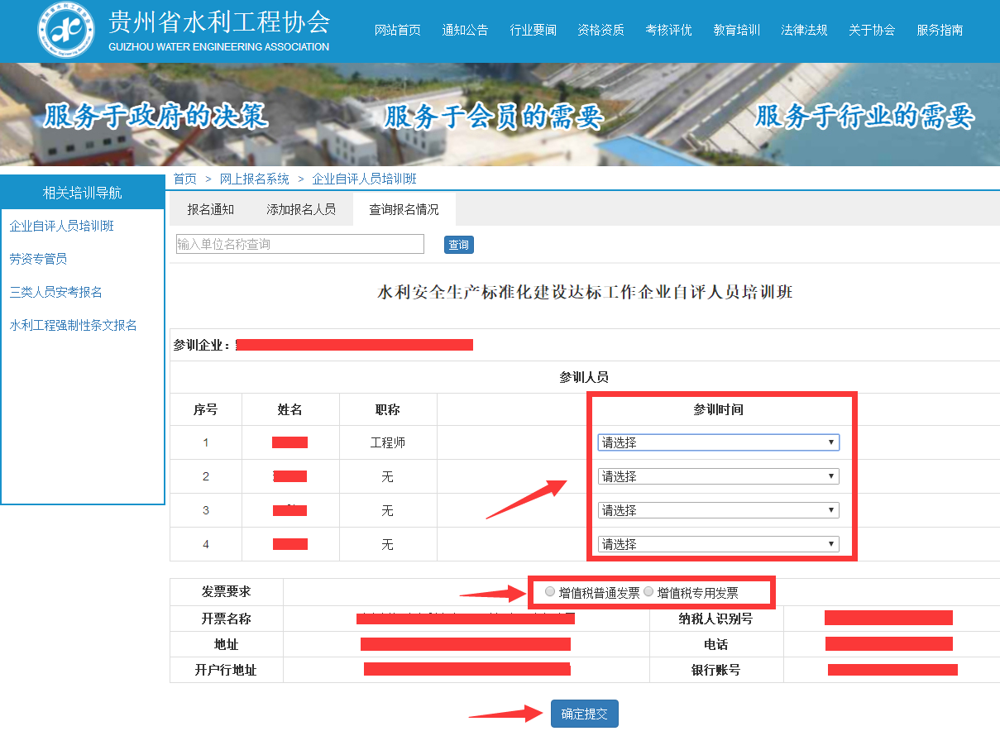 贵州省水利工程协会
GUIZHOU WATER ENGINEERING ASSOCIATION
网站首页 通知公告 行业要闻 资格资质 考核评优 教育培训 法律法规 关于协会 服务指南
服务于政府的决策 服务于会员的需要 服务于行业的需要
首页 > 网上报名系统 > 企业自评人员培训班
相关培训导航
企业自评人员培训班
劳资专管员
三类人员安考报名
水利工程强制性条文报名
报名通知 添加报名人员 查询报名情况
输入单位名称查询 查询
水利安全生产标准化建设达标工作企业自评人员培训班
参训企业：
参训人员
序号 姓名 职称 参训时间
1 工程师 请选择
2 无 请选择
3 无 请选择
4 无 请选择
发票要求 增值税普通发票 增值税专用发票
开票名称 纳税人识别号
地址 电话
开户行地址 银行账号
确定提交